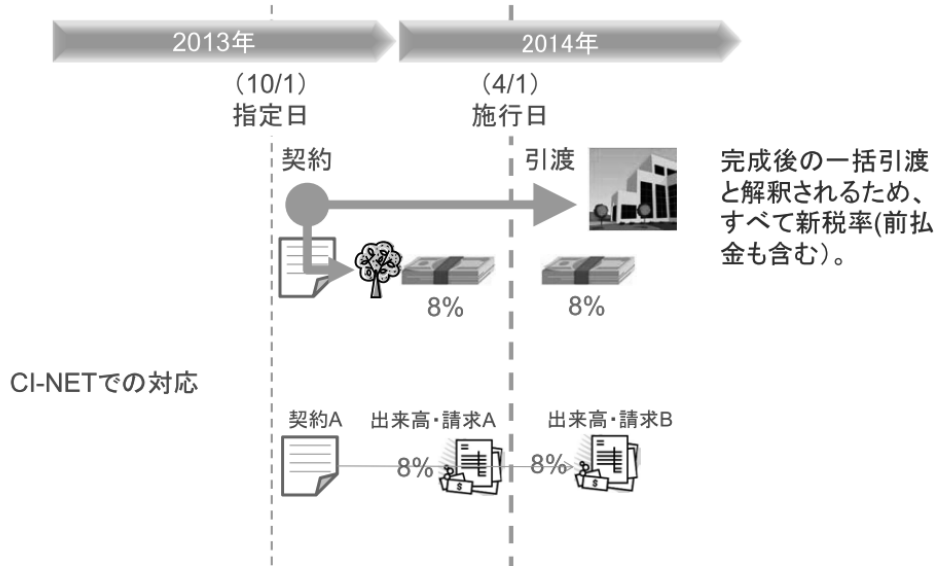 2013年
2014年
（10/1）
指定日
（4/1）
施行日
契約
引渡
完成後の一括引渡
と解釈されるため、
すべて新税率(前払
金も含む）。
8%
8%
CI-NETでの対応
契約A
出来高・請求A
出来高・請求B
8%
8%
$
$